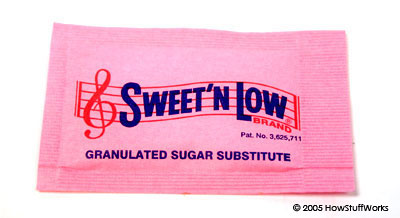 SWEET'N LOW®
BRAND
Pat. No. 3,625,711
GRANULATED SUGAR SUBSTITUTE
© 2005 HowStuffWorks